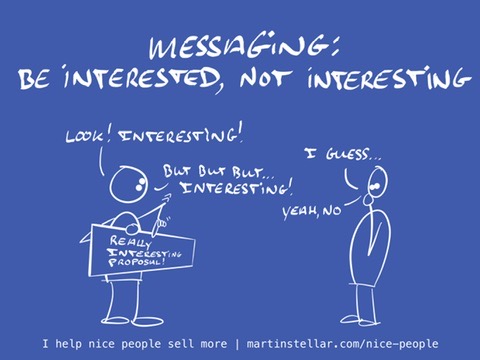 MESSAGING:
BE INTERESTED, NOT INTERESTING
LOOK! INTERESTING!
BUT BUT BUT...
INTERESTING!
I GUESS...
YEAH, NO
REALLY
INTERESTING
PROPOSAL!
I help nice people sell more | martinstellar.com/nice-people